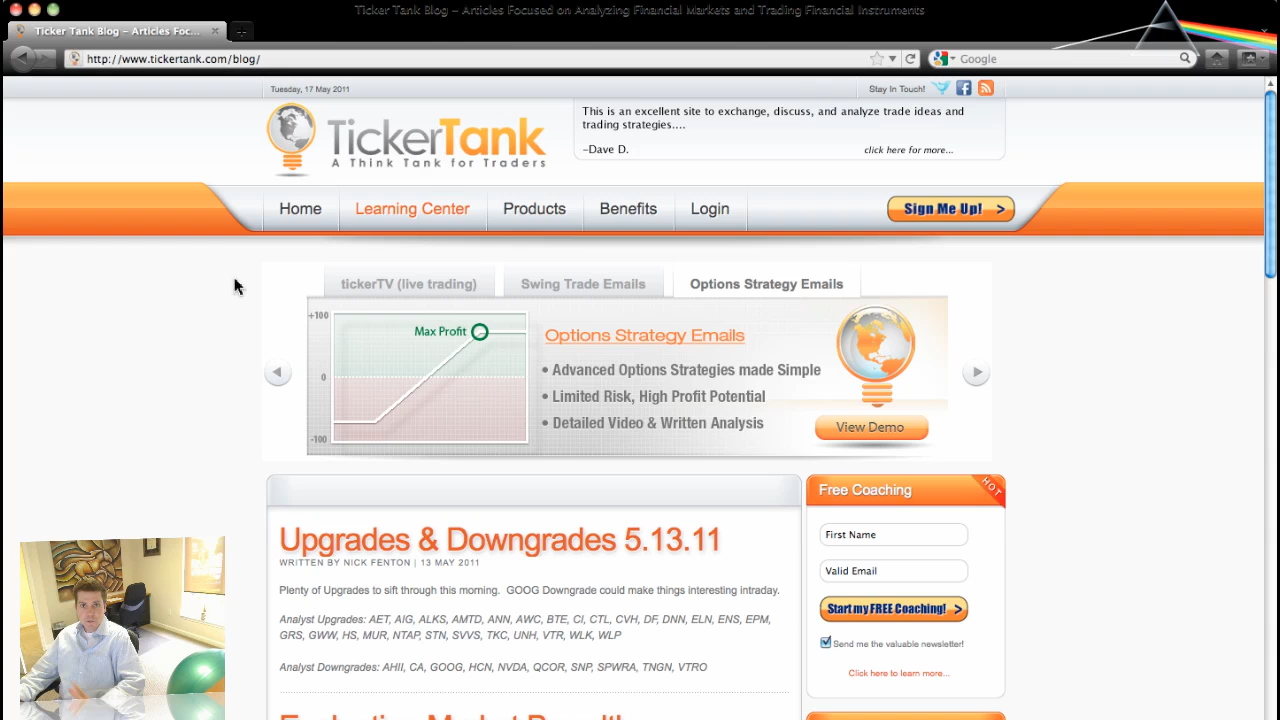 Ticker Tank Blog – Articles Focused on Analyzing Financial Markets and Trading Financial Instruments
Ticker Tank Blog – Articles Foc...
http://www.tickertank.com/blog/
Google
Tuesday, 17 May 2011
Stay In Touch!
TickerTank
A Think Tank for Traders
This is an excellent site to exchange, discuss, and analyze trade ideas and
trading strategies....
–Dave D.
click here for more...
Home
Learning Center
Products
Benefits
Login
Sign Me Up! >
tickerTV (live trading)
Swing Trade Emails
Options Strategy Emails
+100
0
-100
Max Profit
Options Strategy Emails
• Advanced Options Strategies made Simple
• Limited Risk, High Profit Potential
• Detailed Video & Written Analysis
View Demo
Upgrades & Downgrades 5.13.11
WRITTEN BY NICK FENTON | 13 MAY 2011
Plenty of Upgrades to sift through this morning. GOOG Downgrade could make things interesting intraday.
Analyst Upgrades: AET, AIG, ALKS, AMTD, ANN, AWC, BTE, CI, CTL, CVH, DF, DNN, ELN, ENS, EPM,
GRS, GWW, HS, MUR, NTAP, STN, SVVS, TKC, UNH, VTR, WLK, WLP
Analyst Downgrades: AHII, CA, GOOG, HCN, NVDA, QCOR, SNP, SPWRA, TNGN, VTRO
Free Coaching
HOT
First Name
Valid Email
Start my FREE Coaching! >
Send me the valuable newsletter!
Click here to learn more...